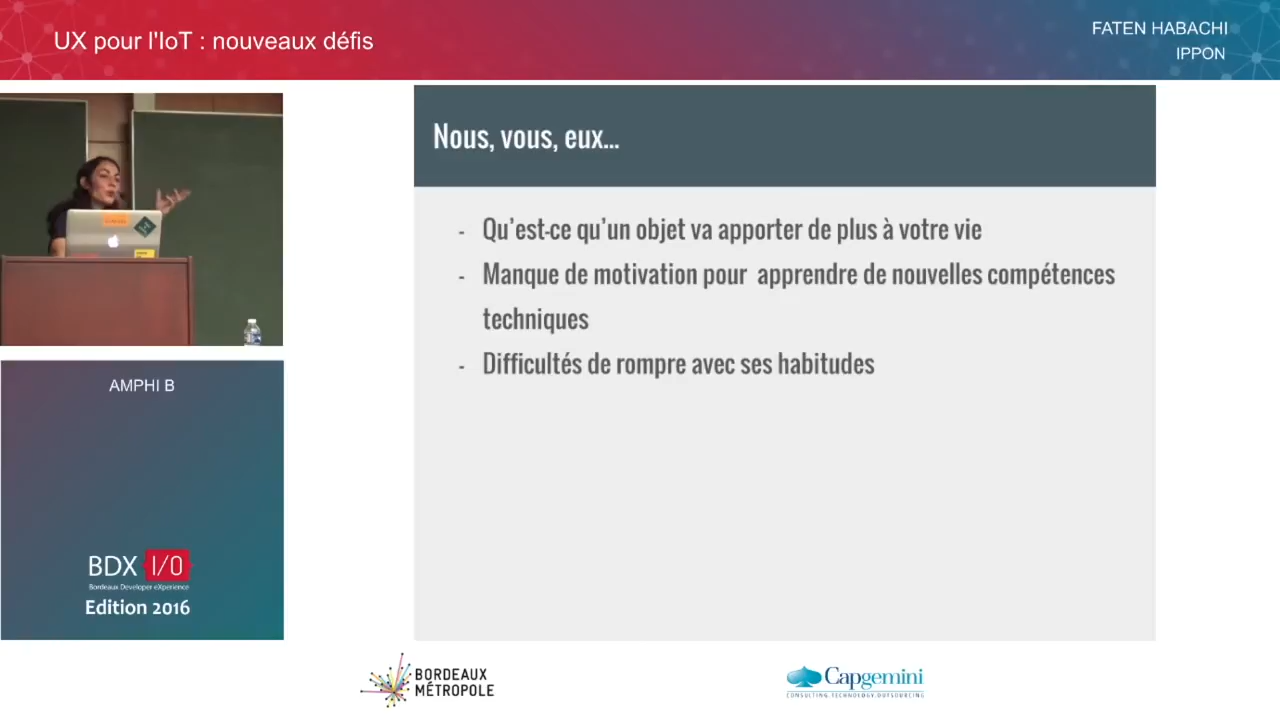 UX pour l'IoT : nouveaux défis
FATEN HABACHI
IPPON
Nous, vous, eux...
- Qu'est-ce qu'un objet va apporter de plus à votre vie
- Manque de motivation pour apprendre de nouvelles compétences
techniques
- Difficultés de rompre avec ses habitudes
AMPHI B
BDX I/O
Bordeaux Developer eXperience
Edition 2016
BORDEAUX
MÉTROPOLE
Capgemini
CONSULTING.TECHNOLOGY.OUTSOURCING